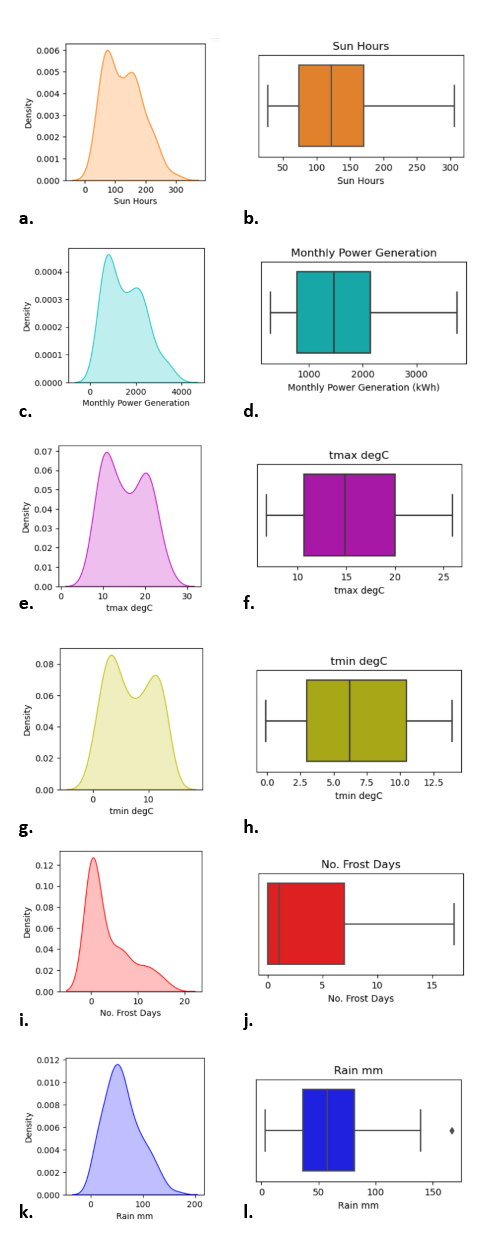 Sun Hours
0.006
0.005
0.004
0.003
0.002
0.001
0.000
Density
0 100 200 300
Sun Hours
50 100 150 200 250 300
Sun Hours
a. b.
Monthly Power Generation
0.0004
0.0003
0.0002
0.0001
0.0000
Density
0 2000 4000
Monthly Power Generation
1000 2000 3000
Monthly Power Generation (kWh)
c. d.
tmax degC
0.07
0.06
0.05
0.04
0.03
0.02
0.01
0.00
Density
0 10 20 30
tmax degC
10 15 20 25
tmax degC
e. f.
tmin degC
0.08
0.06
0.04
0.02
0.00
Density
0 10
tmin degC
0.0 2.5 5.0 7.5 10.0 12.5
tmin degC
g. h.
No. Frost Days
0.12
0.10
0.08
0.06
0.04
0.02
0.00
Density
0 10 20
No. Frost Days
0 5 10 15
No. Frost Days
i. j.
Rain mm
0.012
0.010
0.008
0.006
0.004
0.002
0.000
Density
0 100 200
Rain mm
0 50 100 150
Rain mm
k. l.